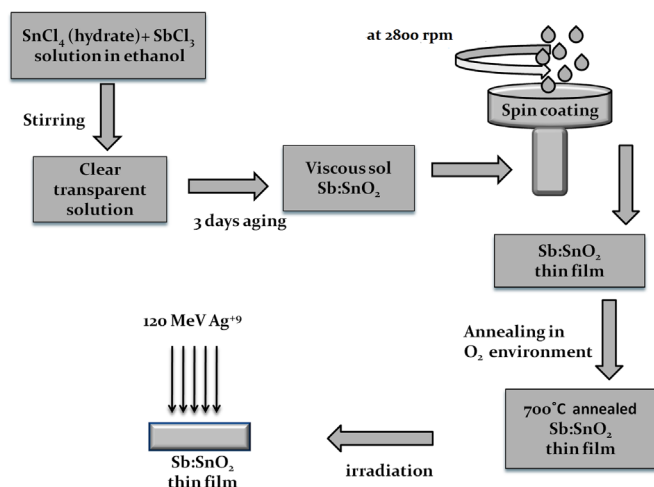 SnCl₄ (hydrate)+ SbCl₃
solution in ethanol
Stirring
Clear
transparent
solution
3 days aging
Viscous sol
Sb:SnO₂
at 2800 rpm
Spin coating
Sb:SnO₂
thin film
Annealing in
O₂ environment
700°C annealed
Sb:SnO₂
thin film
irradiation
120 MeV Ag⁺⁹
Sb:SnO₂
thin film